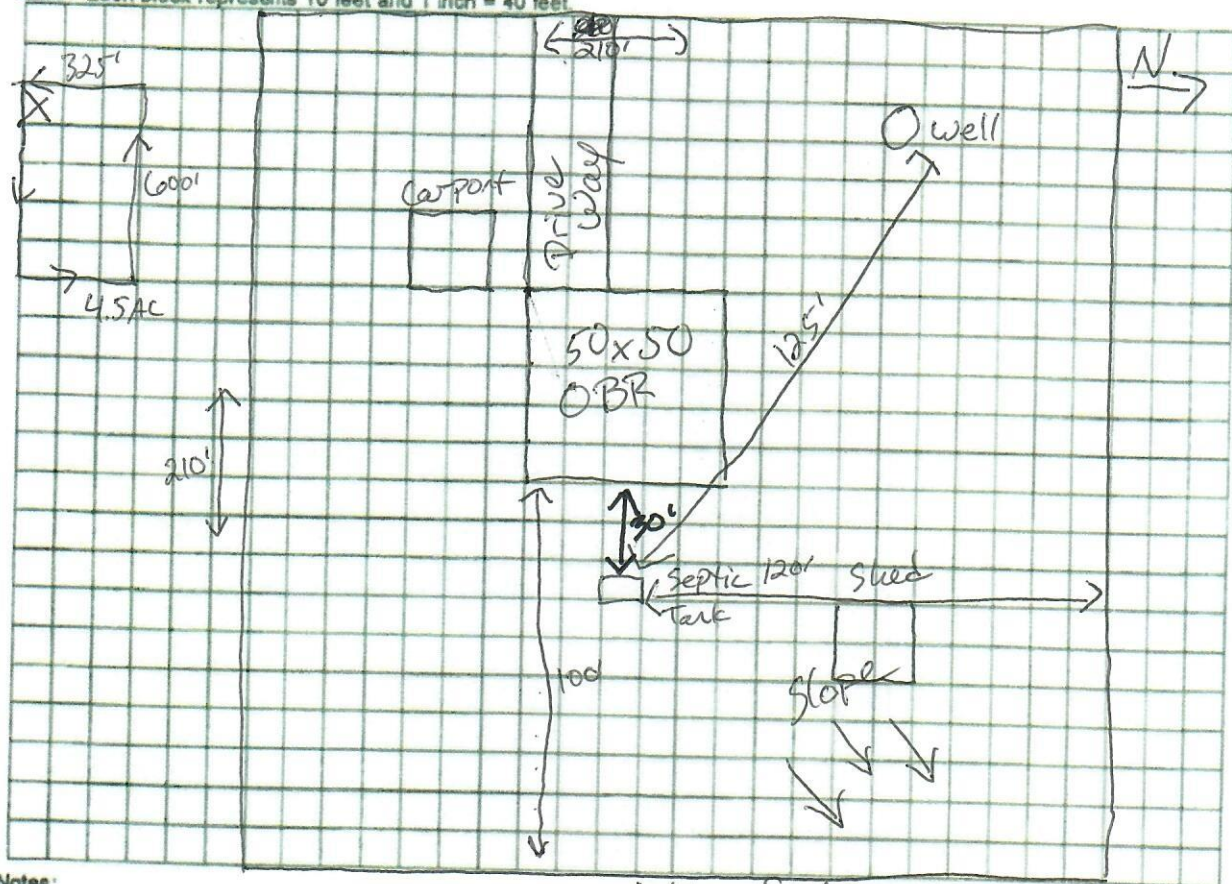 Each block represents 10 feet and 1 inch = 40 feet.
210'
N
325'
X
Well
600'
Carport
Drive
Way
4.5AC
50x50
OBR
125'
210'
30'
Septic 120' Shed
Tank
100'
Slope
Notes: